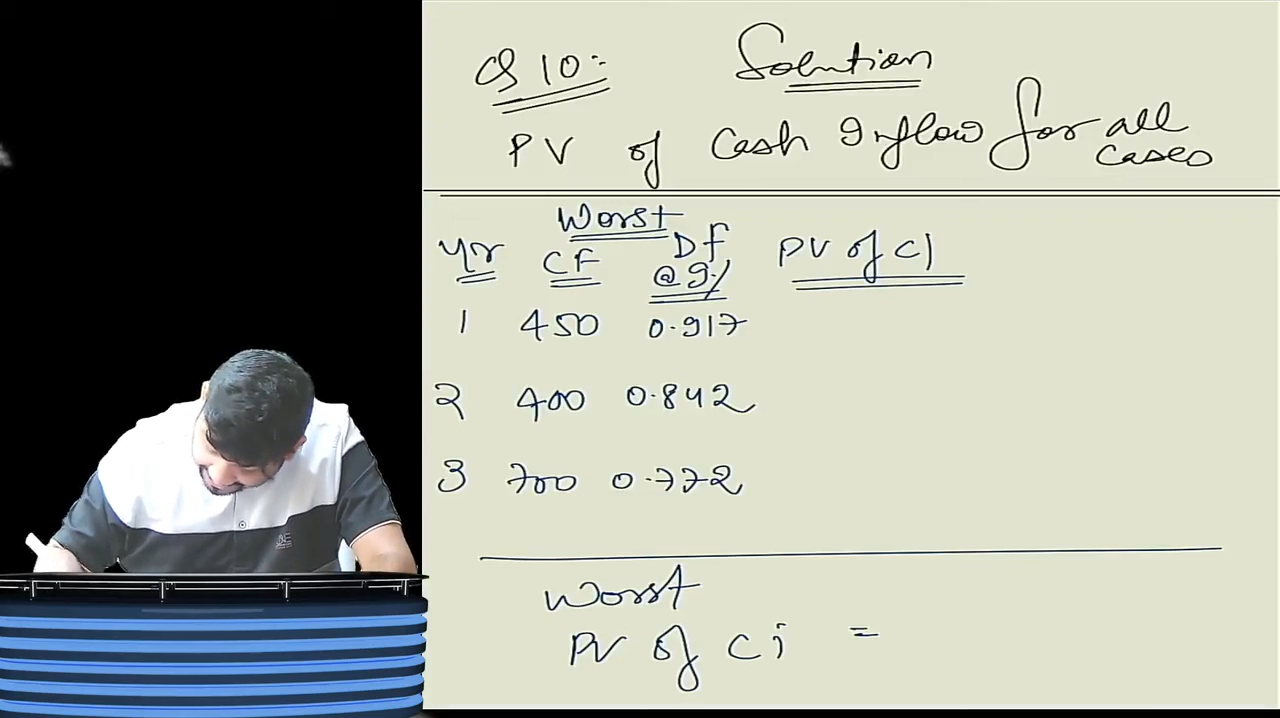 Q 10:- Solution
PV of Cash Inflow for all cases
Worst
Yr CF Df @9% PV of CI
1 450 0.917
2 400 0.842
3 700 0.772
Worst
PV of Ci =